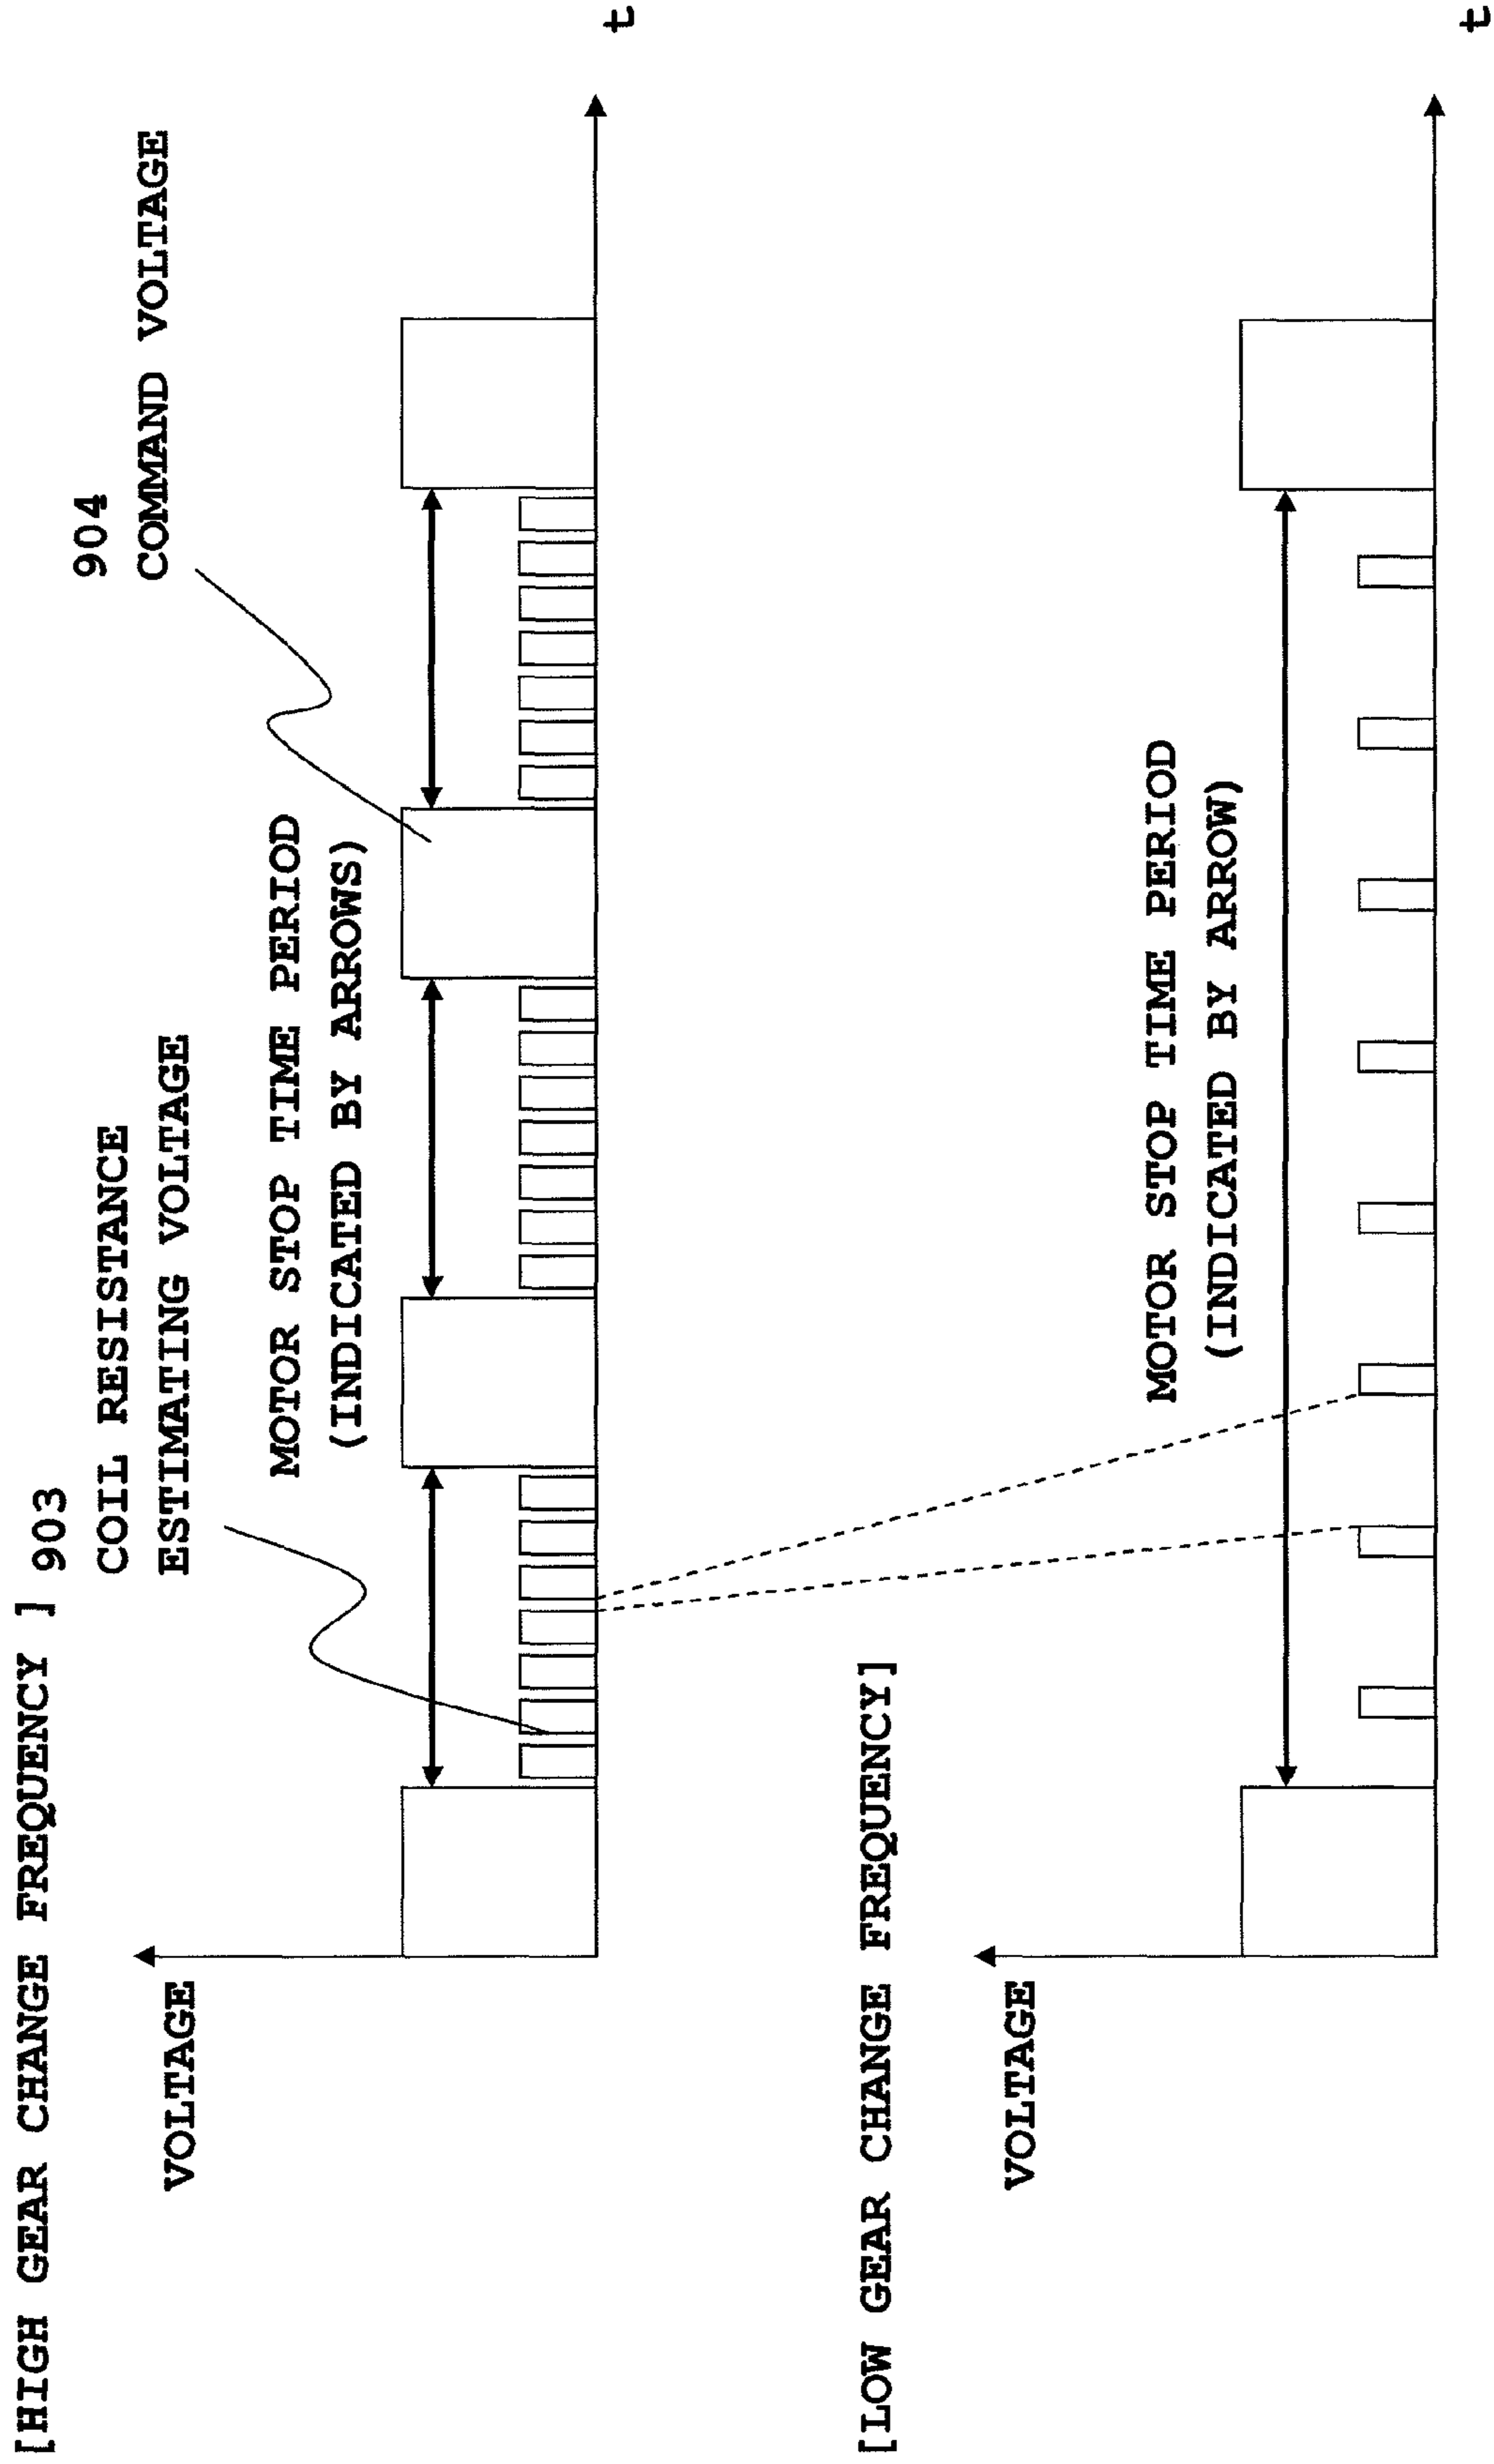 [HIGH GEAR CHANGE FREQUENCY ]
903
COIL RESISTANCE
ESTIMATING VOLTAGE
904
COMMAND VOLTAGE
VOLTAGE
MOTOR STOP TIME PERIOD
(INDICATED BY ARROWS)
t
[LOW GEAR CHANGE FREQUENCY]
VOLTAGE
MOTOR STOP TIME PERIOD
(INDICATED BY ARROW)
t